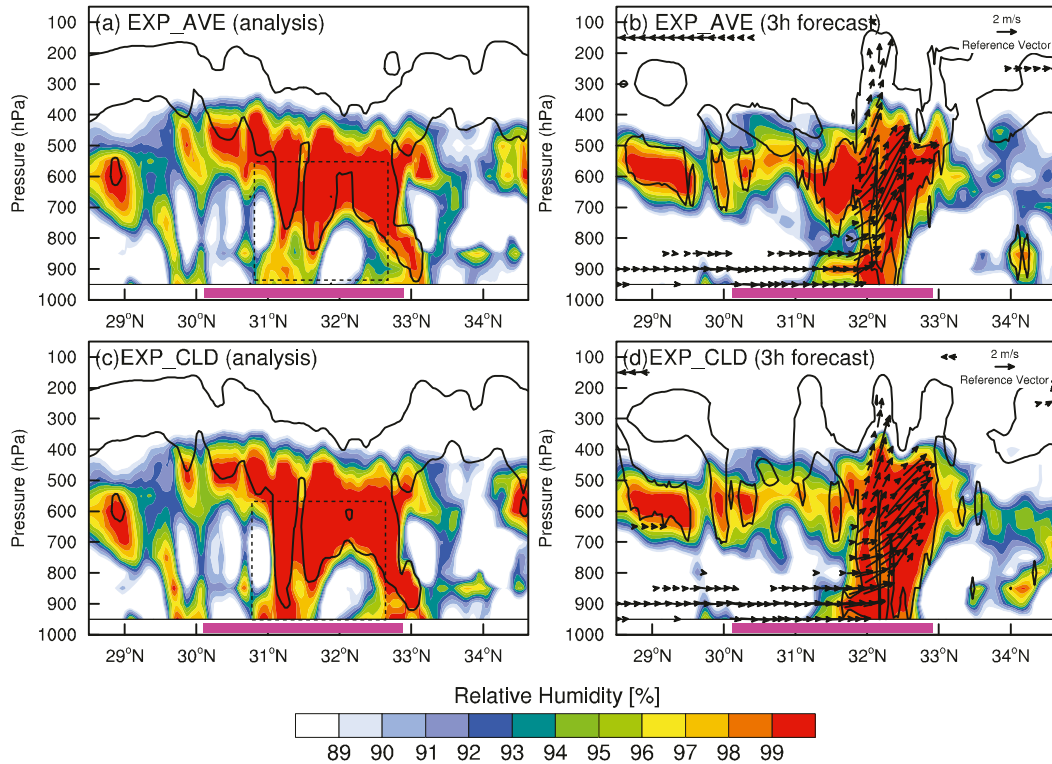 (a) EXP_AVE (analysis)
(b) EXP_AVE (3h forecast)
2 m/s
Reference Vector
Pressure (hPa)
100
200
300
400
500
600
700
800
900
1000
29°N 30°N 31°N 32°N 33°N 34°N
Pressure (hPa)
100
200
300
400
500
600
700
800
900
1000
29°N 30°N 31°N 32°N 33°N 34°N
(c) EXP_CLD (analysis)
(d) EXP_CLD (3h forecast)
2 m/s
Reference Vector
Pressure (hPa)
100
200
300
400
500
600
700
800
900
1000
29°N 30°N 31°N 32°N 33°N 34°N
Pressure (hPa)
100
200
300
400
500
600
700
800
900
1000
29°N 30°N 31°N 32°N 33°N 34°N
Relative Humidity [%]
89 90 91 92 93 94 95 96 97 98 99